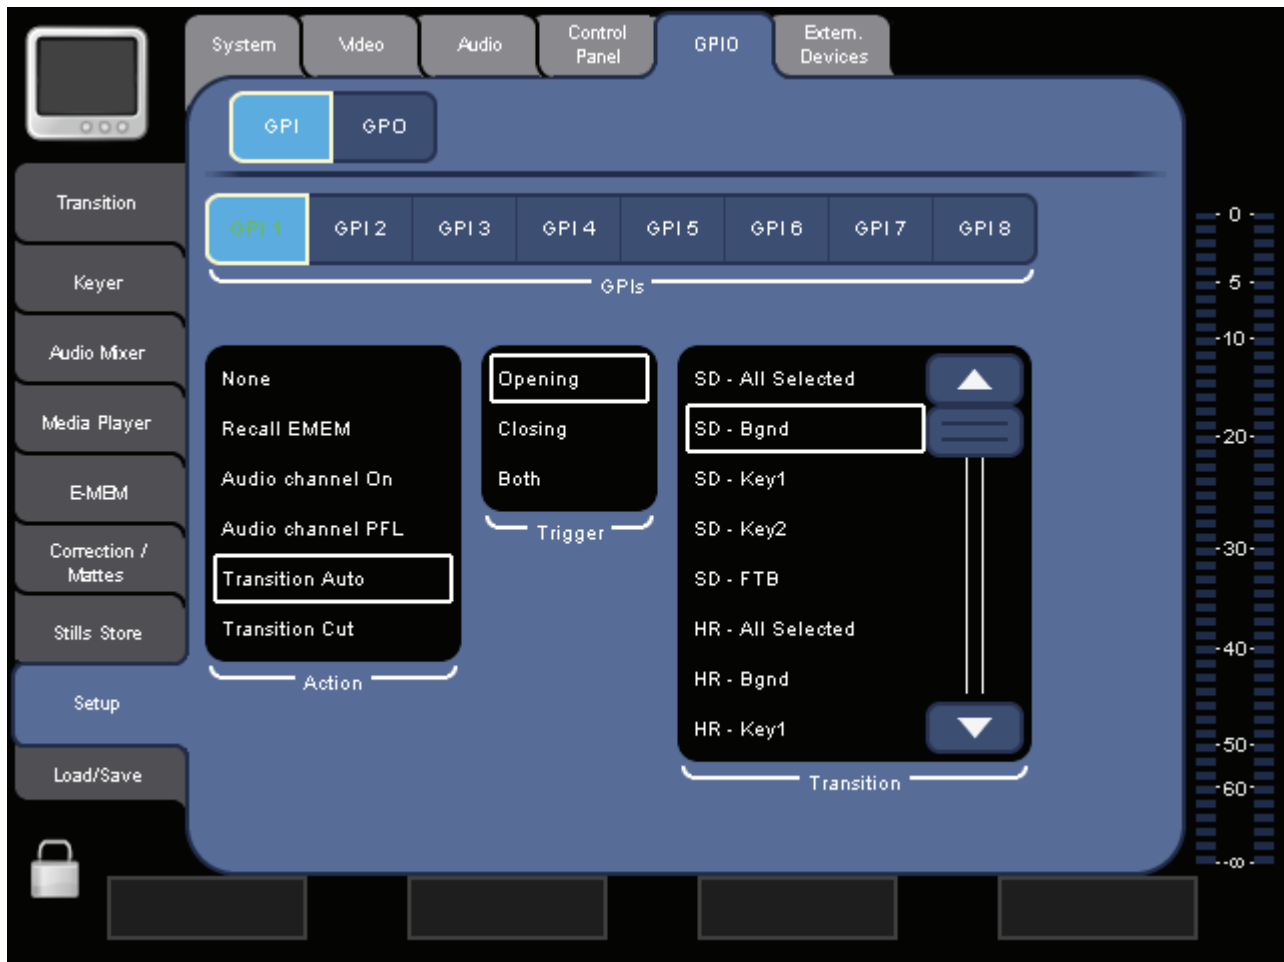 System
Video
Audio
Control
Panel
GPIO
Extern.
Devices
GPI
GPO
Transition
Keyer
Audio Mixer
Media Player
E-MEM
Correction /
Mattes
Stills Store
Setup
Load/Save
GPI 1
GPI 2
GPI 3
GPI 4
GPI 5
GPI 6
GPI 7
GPI 8
GPIs
None
Recall EMEM
Audio channel On
Audio channel PFL
Transition Auto
Transition Cut
Action
Opening
Closing
Both
Trigger
SD - All Selected
SD - Bgnd
SD - Key1
SD - Key2
SD - FTB
HR - All Selected
HR - Bgnd
HR - Key1
Transition
- 0 -
- 5 -
-10-
-20-
-30-
-40-
-50-
-60-
--∞-